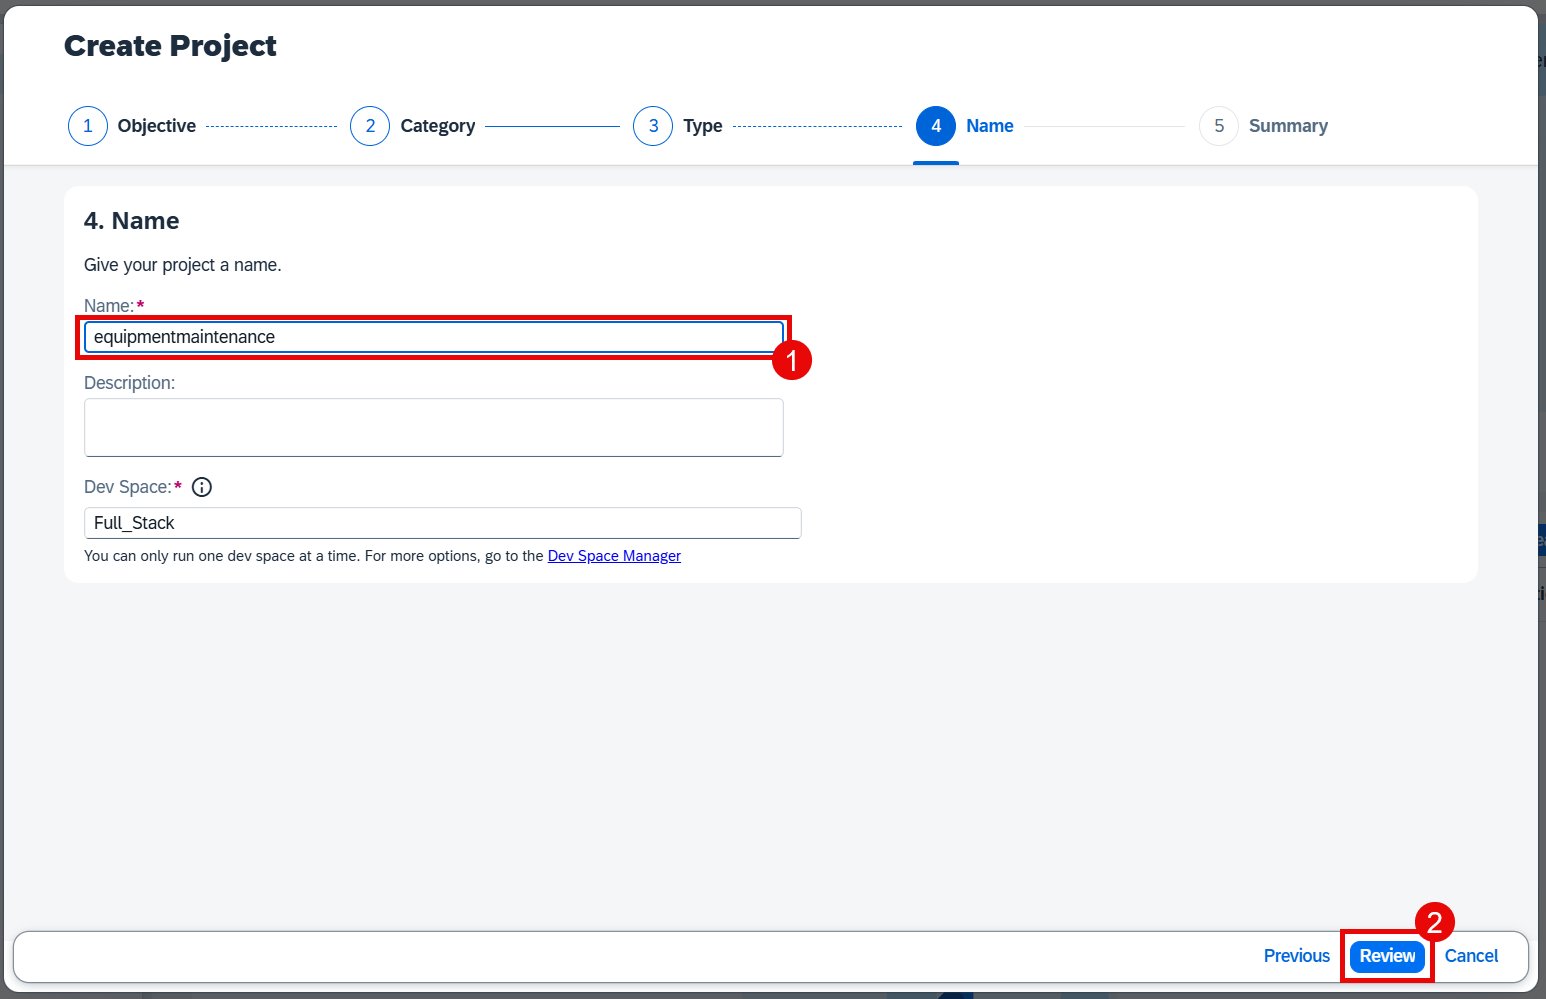 Create Project
1 Objective 2 Category 3 Type 4 Name 5 Summary
4. Name
Give your project a name.
Name:*
equipmentmaintenance
1
Description:
Dev Space:*
Full_Stack
You can only run one dev space at a time. For more options, go to the Dev Space Manager
2
Previous Review Cancel